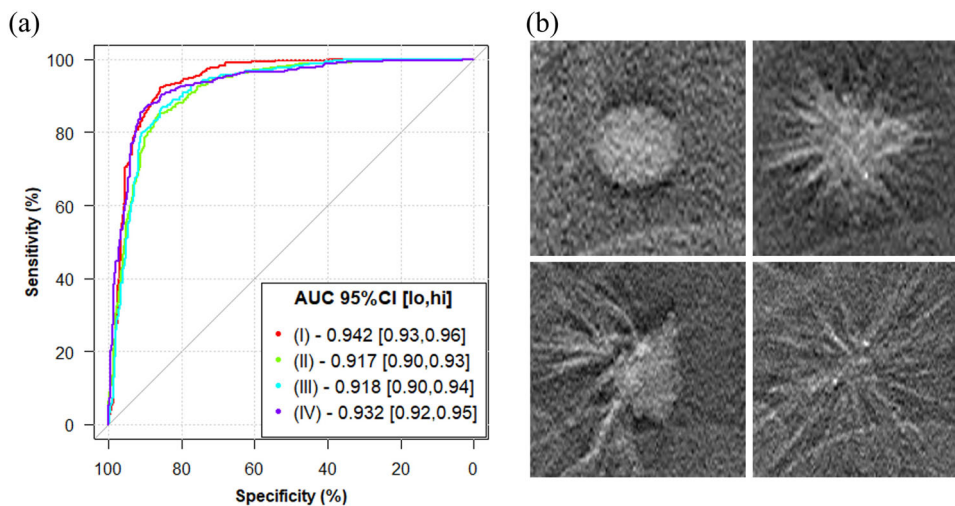 (a)
(b)
100
80
60
40
20
0
Sensitivity (%)
AUC 95%CI [lo,hi]
(I) - 0.942 [0.93,0.96]
(II) - 0.917 [0.90,0.93]
(III) - 0.918 [0.90,0.94]
(IV) - 0.932 [0.92,0.95]
100 80 60 40 20 0
Specificity (%)